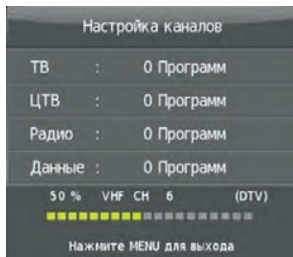 Настройка каналов
ТВ : 0 Программ
ЦТВ : 0 Программ
Радио : 0 Программ
Данные : 0 Программ
50 % VHF CH 6 (DTV)
Нажмите MENU для выхода